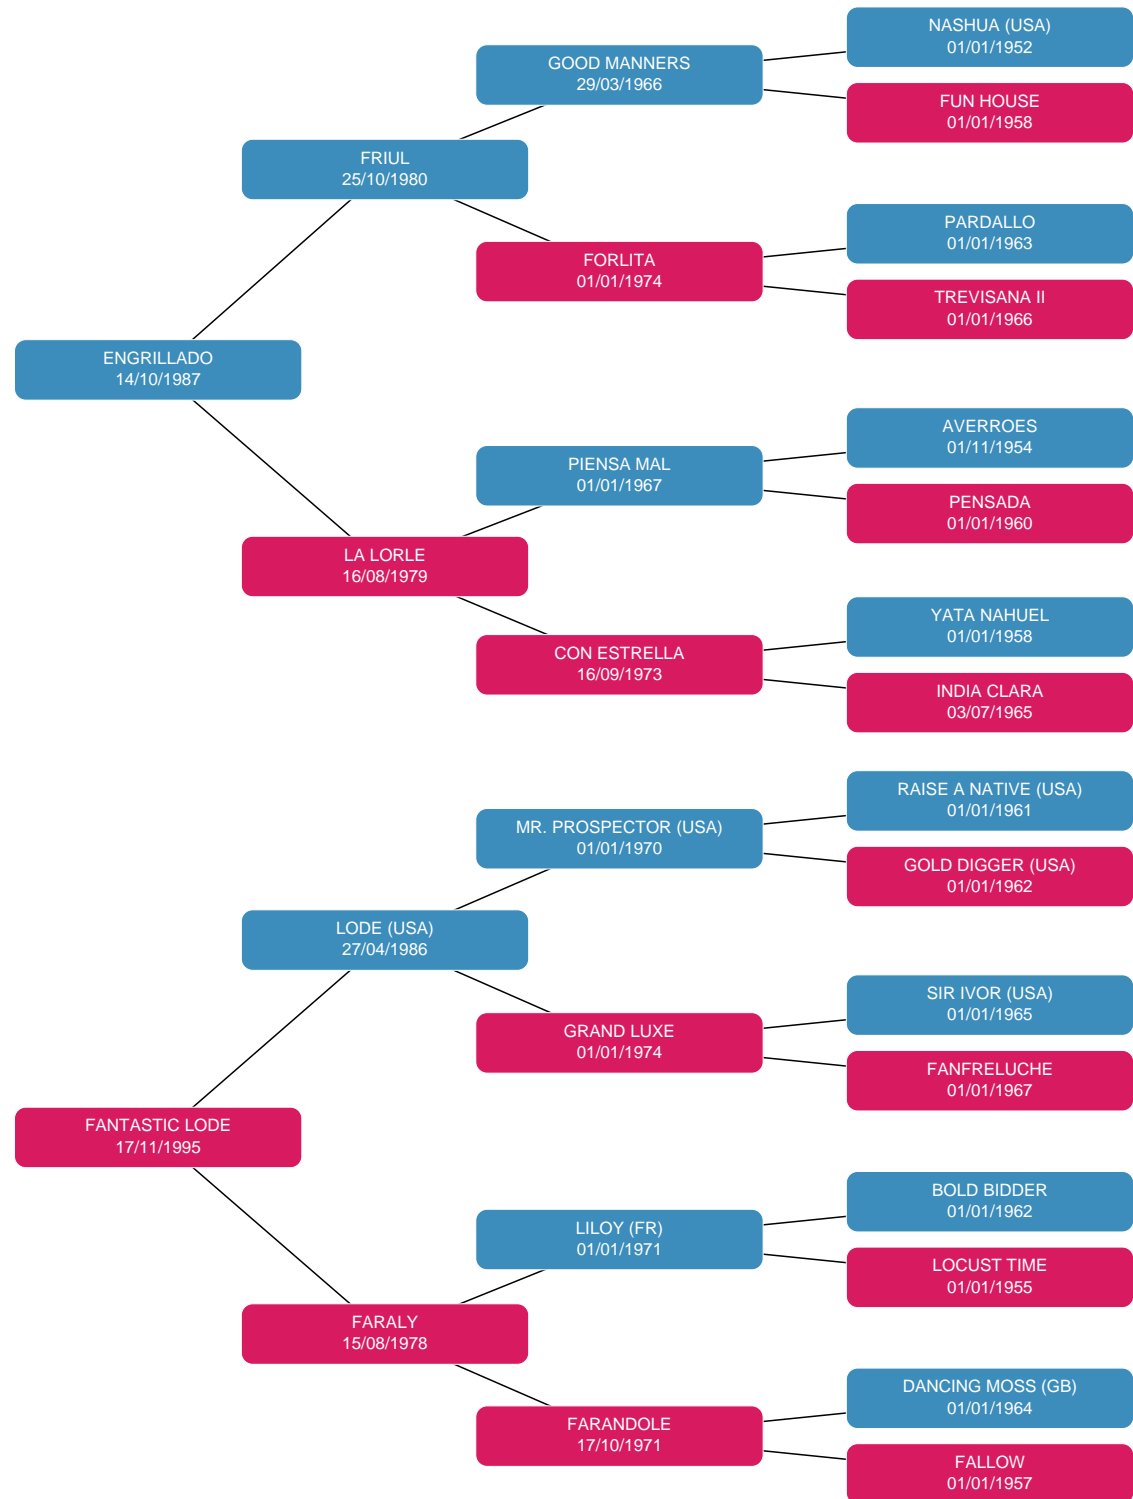 NASHUA (USA)
01/01/1952
GOOD MANNERS
29/03/1966
FUN HOUSE
01/01/1958
FRIUL
25/10/1980
PARDALLO
01/01/1963
FORLITA
01/01/1974
TREVISANA II
01/01/1966
ENGRILLADO
14/10/1987
AVERROES
01/11/1954
PIENSA MAL
01/01/1967
PENSADA
01/01/1960
LA LORLE
16/08/1979
YATA NAHUEL
01/01/1958
CON ESTRELLA
16/09/1973
INDIA CLARA
03/07/1965
RAISE A NATIVE (USA)
01/01/1961
MR. PROSPECTOR (USA)
01/01/1970
GOLD DIGGER (USA)
01/01/1962
LODE (USA)
27/04/1986
SIR IVOR (USA)
01/01/1965
GRAND LUXE
01/01/1974
FANFRELUCHE
01/01/1967
FANTASTIC LODE
17/11/1995
BOLD BIDDER
01/01/1962
LILOY (FR)
01/01/1971
LOCUST TIME
01/01/1955
FARALY
15/08/1978
DANCING MOSS (GB)
01/01/1964
FARANDOLE
17/10/1971
FALLOW
01/01/1957